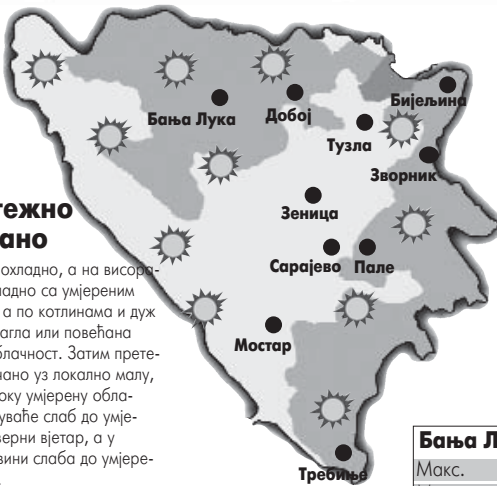 Бијељина
Бања Лука
Добој
Тузла
Зворник
Зеница
Сарајево
Пале
Мостар
Требиње
тежно
ано
охладно, а на висора-
ладно са умјереним
а по котлинама и дуж
агла или повећана
блачност. Затим прете-
чано уз локално малу,
оку умјерену обла-
уваће слаб до умје-
верни вјетар, а у
вини слаба до умјере-
Бања Л
Макс.